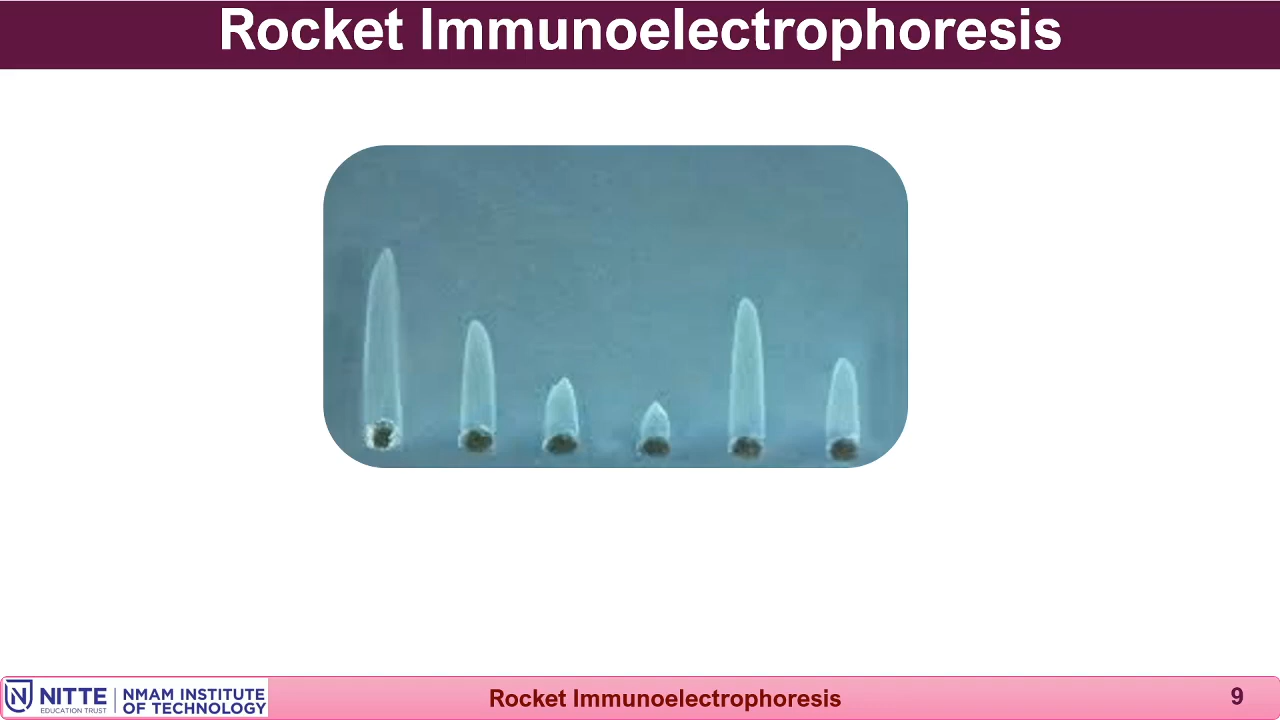 Rocket Immunoelectrophoresis
NITTE
EDUCATION TRUST
NMAM INSTITUTE
OF TECHNOLOGY
Rocket Immunoelectrophoresis
9